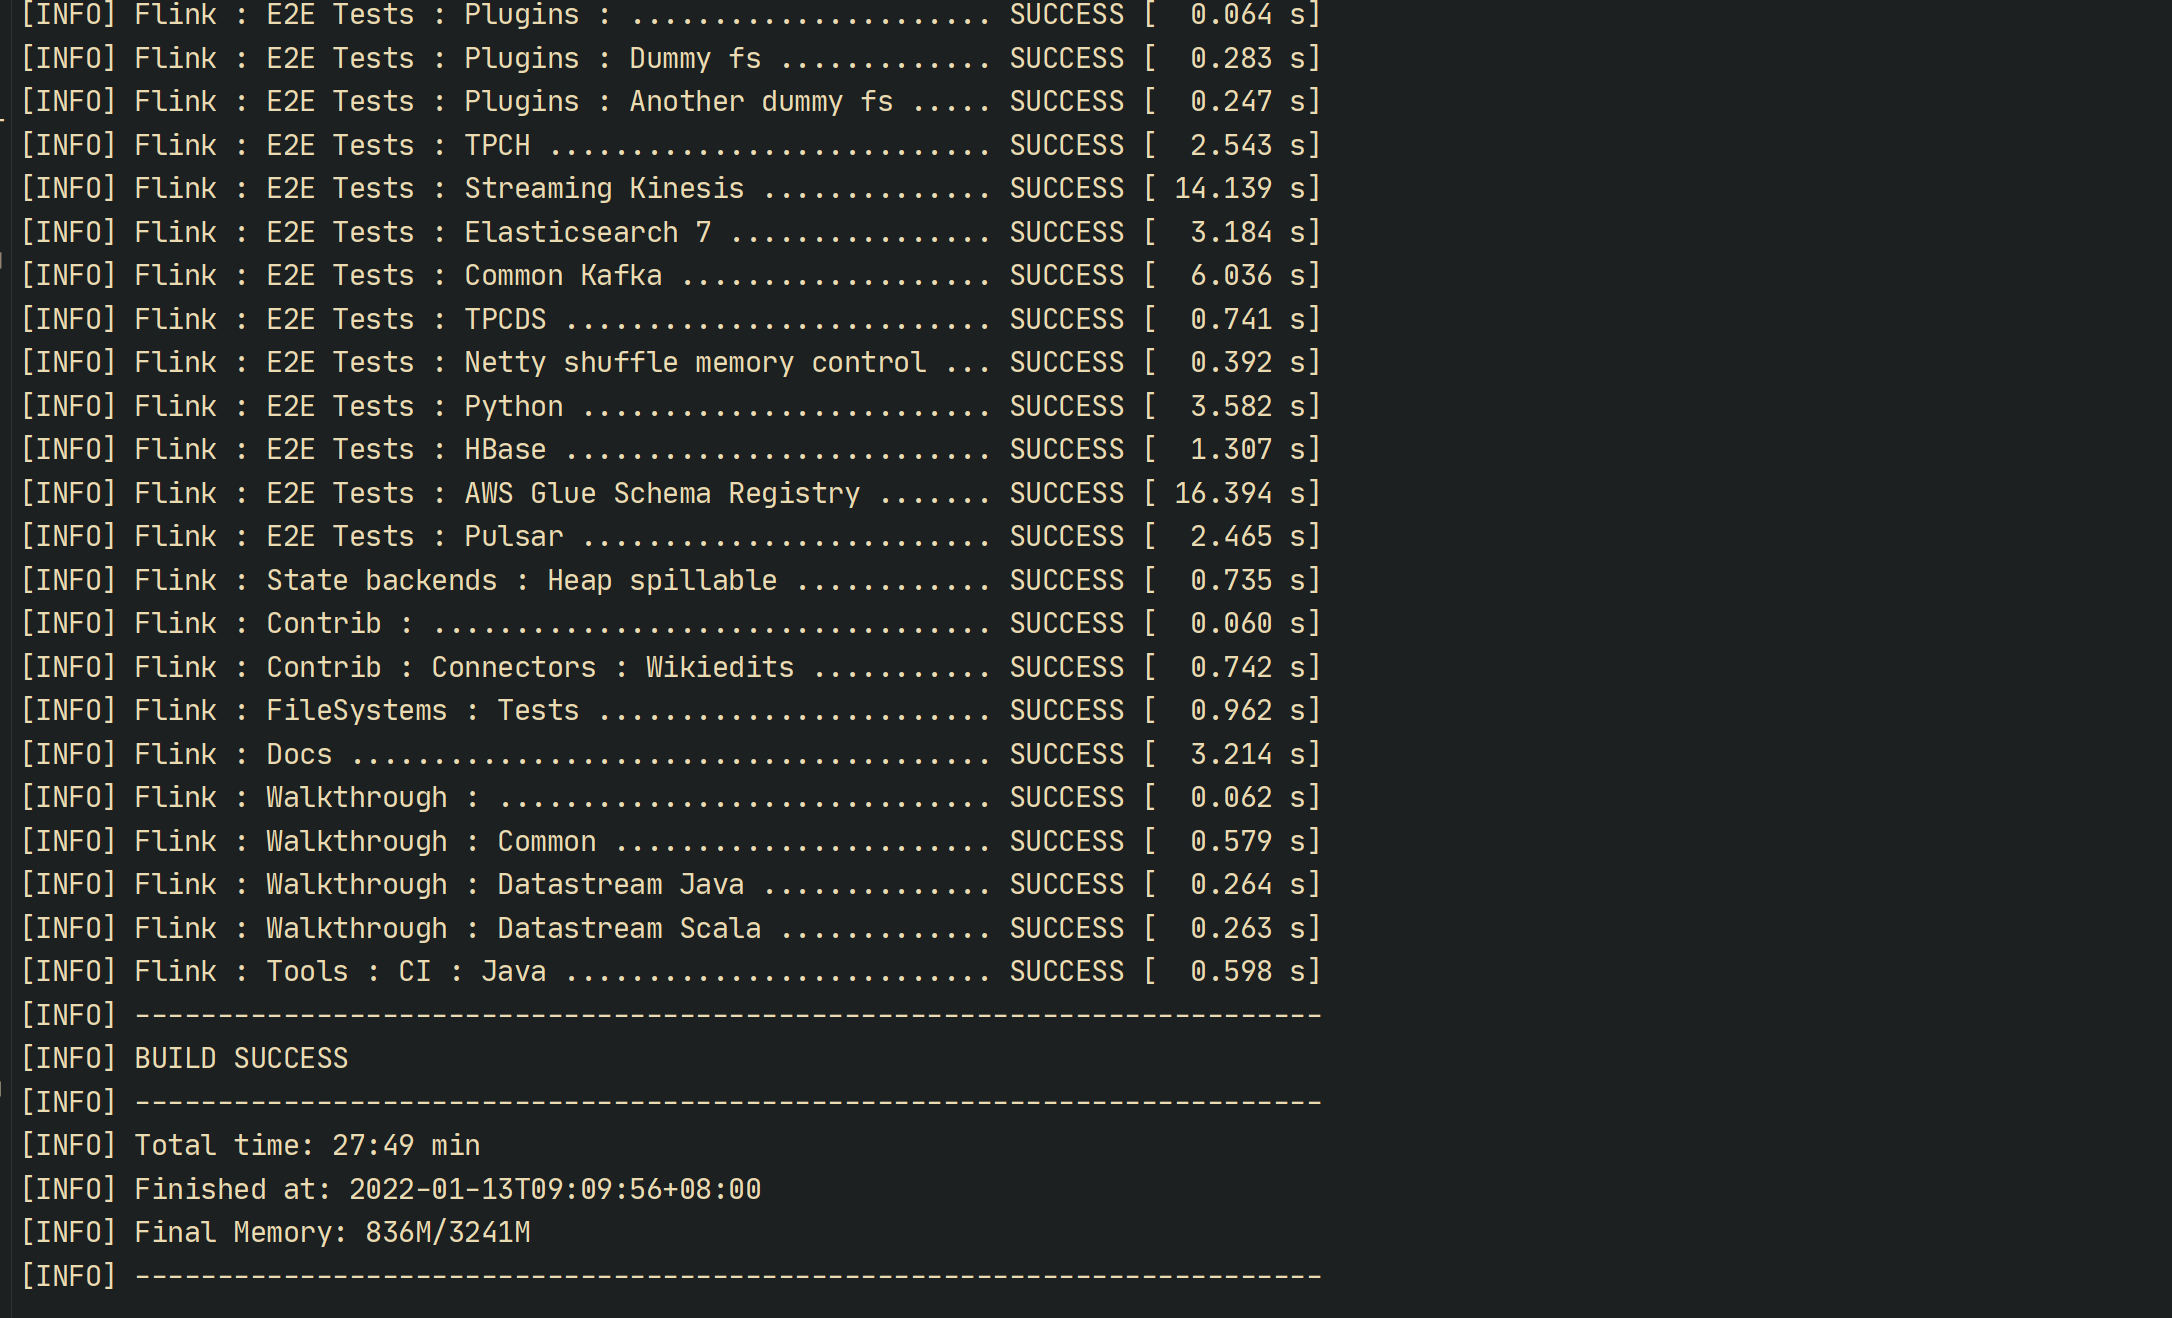 [INFO] Flink : E2E Tests : Plugins : ...................... SUCCESS [  0.064 s]
[INFO] Flink : E2E Tests : Plugins : Dummy fs ............. SUCCESS [  0.283 s]
[INFO] Flink : E2E Tests : Plugins : Another dummy fs ..... SUCCESS [  0.247 s]
[INFO] Flink : E2E Tests : TPCH ........................... SUCCESS [  2.543 s]
[INFO] Flink : E2E Tests : Streaming Kinesis .............. SUCCESS [ 14.139 s]
[INFO] Flink : E2E Tests : Elasticsearch 7 ................ SUCCESS [  3.184 s]
[INFO] Flink : E2E Tests : Common Kafka ................... SUCCESS [  6.036 s]
[INFO] Flink : E2E Tests : TPCDS .......................... SUCCESS [  0.741 s]
[INFO] Flink : E2E Tests : Netty shuffle memory control ... SUCCESS [  0.392 s]
[INFO] Flink : E2E Tests : Python ......................... SUCCESS [  3.582 s]
[INFO] Flink : E2E Tests : HBase .......................... SUCCESS [  1.307 s]
[INFO] Flink : E2E Tests : AWS Glue Schema Registry ....... SUCCESS [ 16.394 s]
[INFO] Flink : E2E Tests : Pulsar ......................... SUCCESS [  2.465 s]
[INFO] Flink : State backends : Heap spillable ............ SUCCESS [  0.735 s]
[INFO] Flink : Contrib : .................................. SUCCESS [  0.060 s]
[INFO] Flink : Contrib : Connectors : Wikiedits ........... SUCCESS [  0.742 s]
[INFO] Flink : FileSystems : Tests ........................ SUCCESS [  0.962 s]
[INFO] Flink : Docs ....................................... SUCCESS [  3.214 s]
[INFO] Flink : Walkthrough : .............................. SUCCESS [  0.062 s]
[INFO] Flink : Walkthrough : Common ....................... SUCCESS [  0.579 s]
[INFO] Flink : Walkthrough : Datastream Java .............. SUCCESS [  0.264 s]
[INFO] Flink : Walkthrough : Datastream Scala ............. SUCCESS [  0.263 s]
[INFO] Flink : Tools : CI : Java .......................... SUCCESS [  0.598 s]
[INFO] ------------------------------------------------------------------------
[INFO] BUILD SUCCESS
[INFO] ------------------------------------------------------------------------
[INFO] Total time: 27:49 min
[INFO] Finished at: 2022-01-13T09:09:56+08:00
[INFO] Final Memory: 836M/3241M
[INFO] ------------------------------------------------------------------------